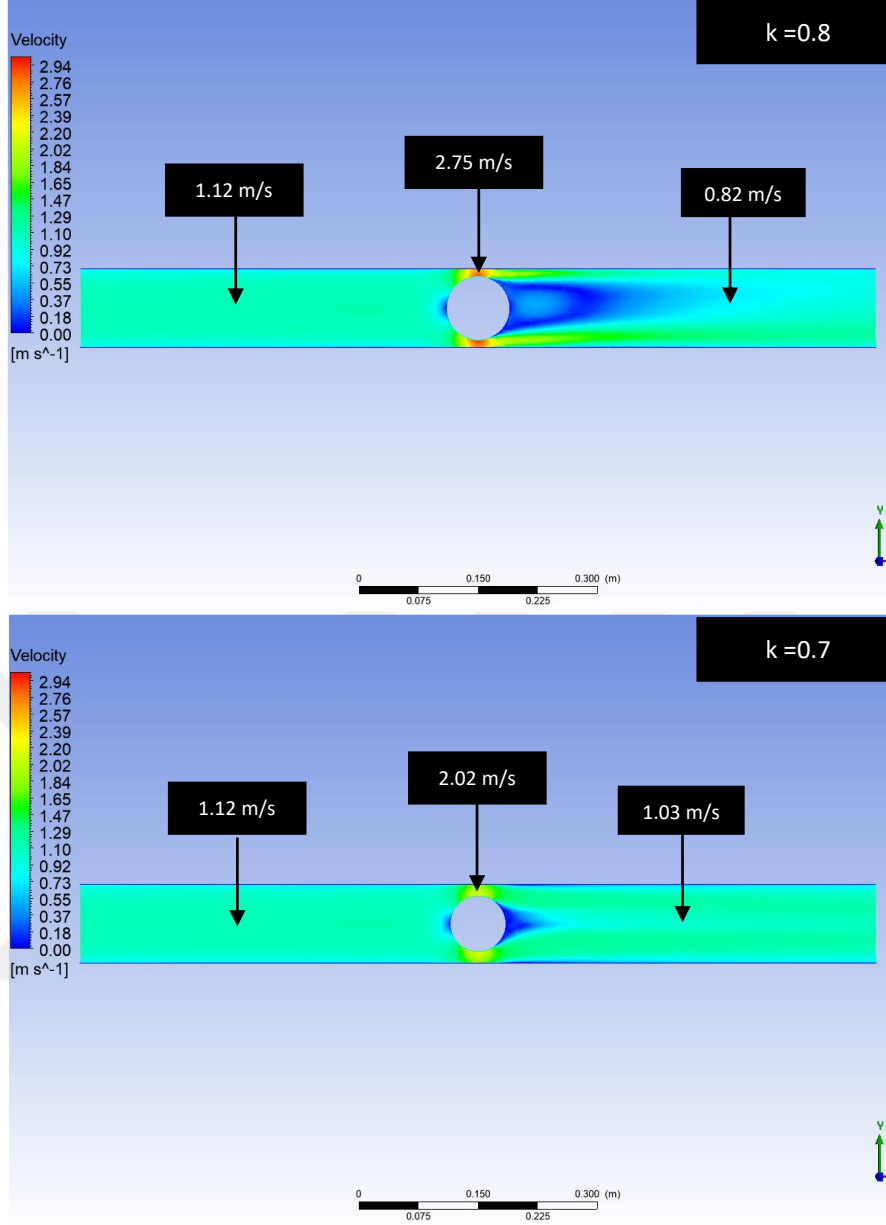 k =0.8
Velocity
2.94
2.76
2.57
2.39
2.20
2.02
1.84
1.65
1.47
1.29
1.10
0.92
0.73
0.55
0.37
0.18
0.00
[m s^-1]
1.12 m/s
2.75 m/s
0.82 m/s
Y
0 0.150 0.300 (m)
0.075 0.225
k =0.7
Velocity
2.94
2.76
2.57
2.39
2.20
2.02
1.84
1.65
1.47
1.29
1.10
0.92
0.73
0.55
0.37
0.18
0.00
[m s^-1]
1.12 m/s
2.02 m/s
1.03 m/s
Y
0 0.150 0.300 (m)
0.075 0.225